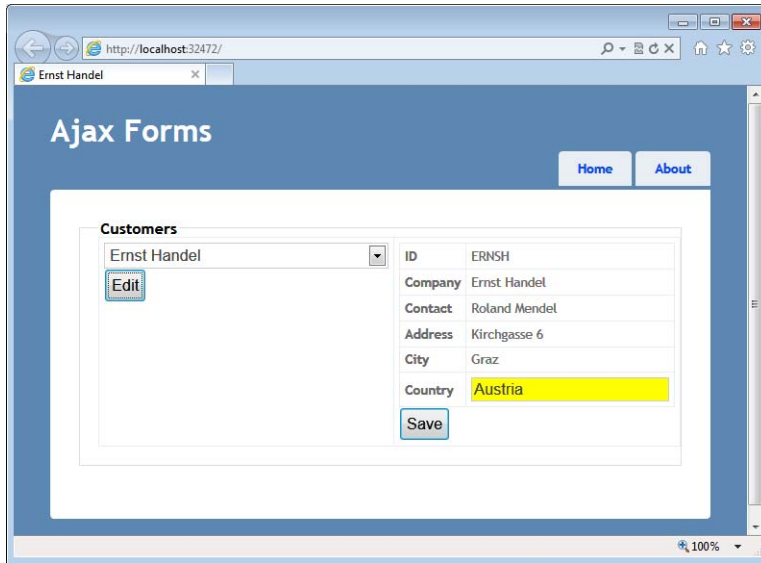 http://localhost:32472/
Ernst Handel
Ajax Forms
Home About
Customers
Ernst Handel
Edit
ID ERNSH
Company Ernst Handel
Contact Roland Mendel
Address Kirchgasse 6
City Graz
Country Austria
Save
100%